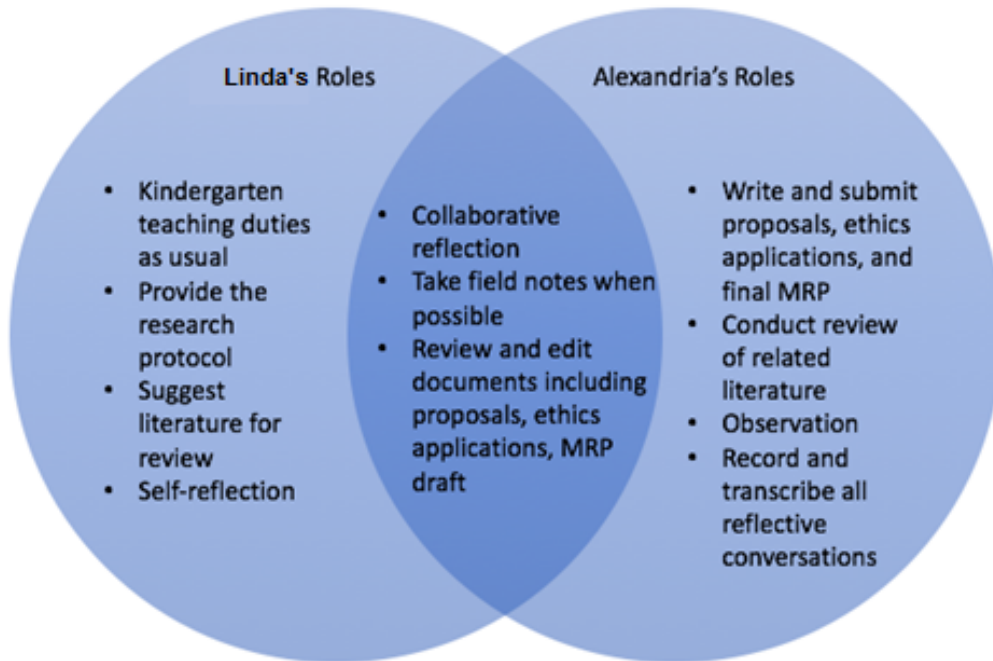 Linda's Roles
• Kindergarten
teaching duties
as usual
• Provide the
research
protocol
• Suggest
literature for
review
• Self-reflection
• Collaborative
reflection
• Take field notes when
possible
• Review and edit
documents including
proposals, ethics
applications, MRP
draft
Alexandria's Roles
• Write and submit
proposals, ethics
applications, and
final MRP
• Conduct review
of related
literature
• Observation
• Record and
transcribe all
reflective
conversations